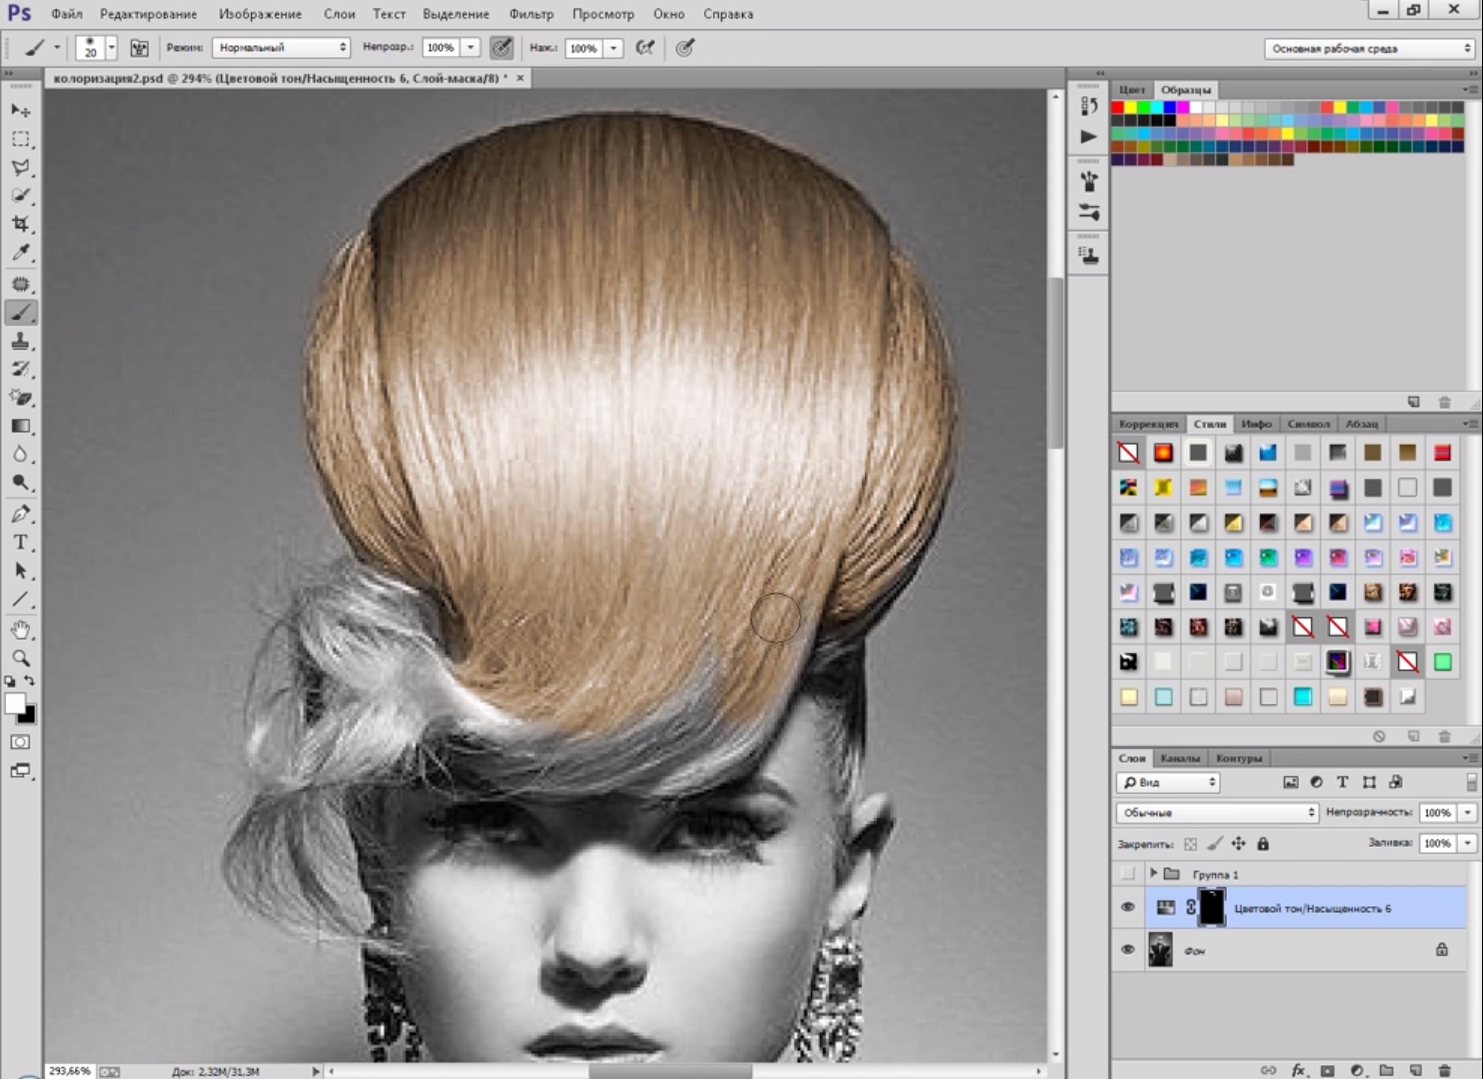 Ps Файл Редактирование Изображение Слои Текст Выделение Фильтр Просмотр Окно Справка
20 Режим: Нормальный Непрозр.: 100% Наж.: 100% Основная рабочая среда
колоризация2.psd @ 294% (Цветовой тон/Насыщенность 6, Слой-маска/8) * ×
Цвет Образцы
Коррекция Стили Инфо Символ Абзац
Слои Каналы Контуры
Вид
Обычные Непрозрачность: 100%
Закрепить: Заливка: 100%
Группа 1
Цветовой тон/Насыщенность 6
Фон
293,66% Док: 2,32M/31,3M